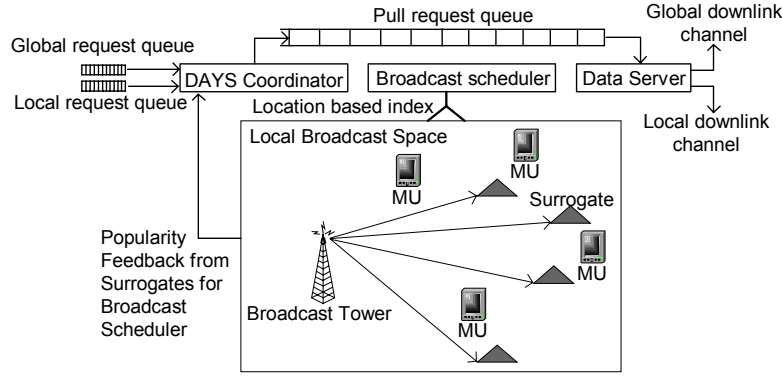 Pull request queue
Global downlink
channel
Global request queue
DAYS Coordinator
Broadcast scheduler
Data Server
Local request queue
Location based index
Local downlink
channel
Local Broadcast Space
MU
MU
Surrogate
Popularity
Feedback from
Surrogates for
Broadcast
Scheduler
MU
Broadcast Tower
MU